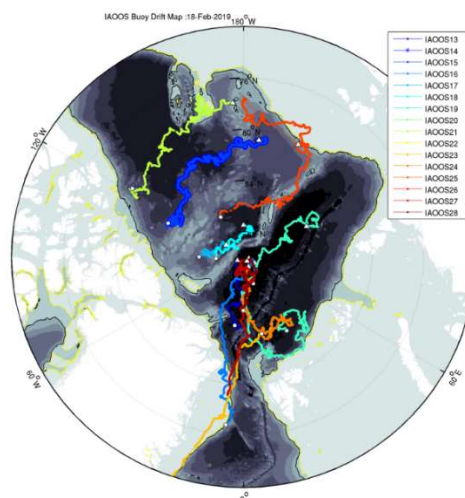 IAOOS Buoy Drift Map :18-Feb-2019
180°W
IAOOS13
IAOOS14
IAOOS15
IAOOS16
IAOOS17
IAOOS18
IAOOS19
IAOOS20
IAOOS21
IAOOS22
IAOOS23
IAOOS24
IAOOS25
IAOOS26
IAOOS27
IAOOS28
120°W
80°N
60°W
60°E